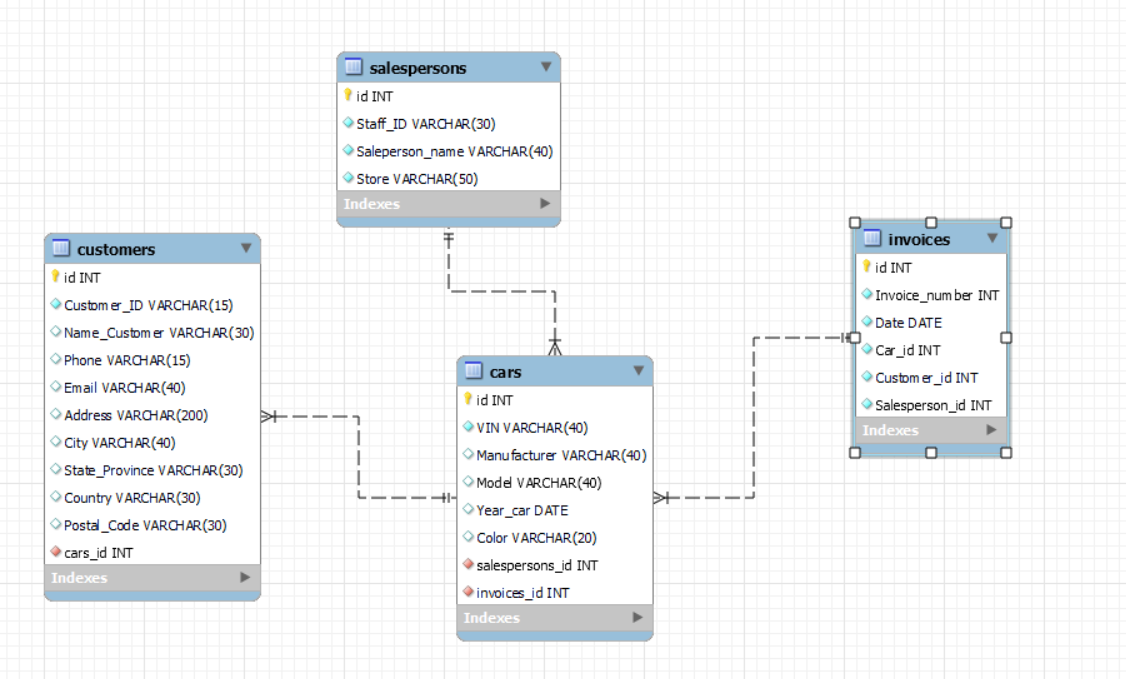 salespersons
id INT
Staff_ID VARCHAR(30)
Saleperson_name VARCHAR(40)
Store VARCHAR(50)
Indexes
customers
id INT
Customer_ID VARCHAR(15)
Name_Customer VARCHAR(30)
Phone VARCHAR(15)
Email VARCHAR(40)
Address VARCHAR(200)
City VARCHAR(40)
State_Province VARCHAR(30)
Country VARCHAR(30)
Postal_Code VARCHAR(30)
cars_id INT
Indexes
cars
id INT
VIN VARCHAR(40)
Manufacturer VARCHAR(40)
Model VARCHAR(40)
Year_car DATE
Color VARCHAR(20)
salespersons_id INT
invoices_id INT
Indexes
invoices
id INT
Invoice_number INT
Date DATE
Car_id INT
Customer_id INT
Salesperson_id INT
Indexes